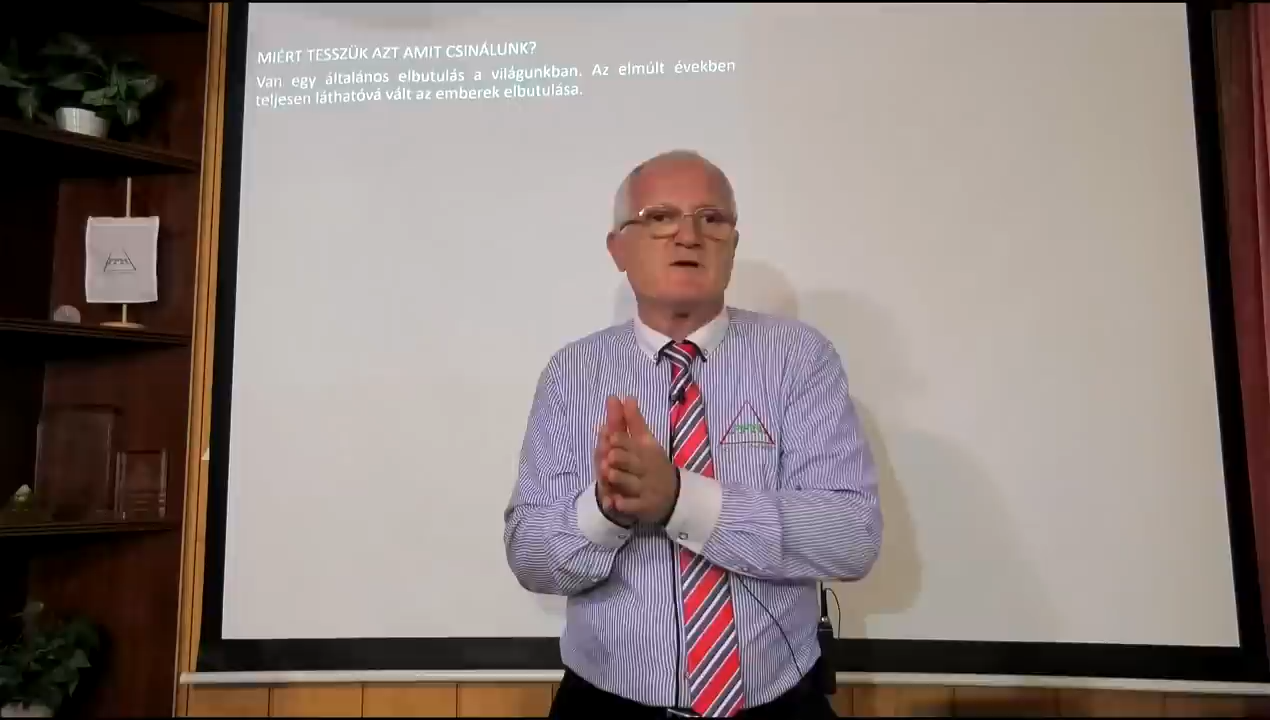 MIÉRT TESSZÜK AZT AMIT CSINÁLUNK?
Van egy általános elbutulás a világunkban. Az elmúlt években
teljesen láthatóvá vált az emberek elbutulása.